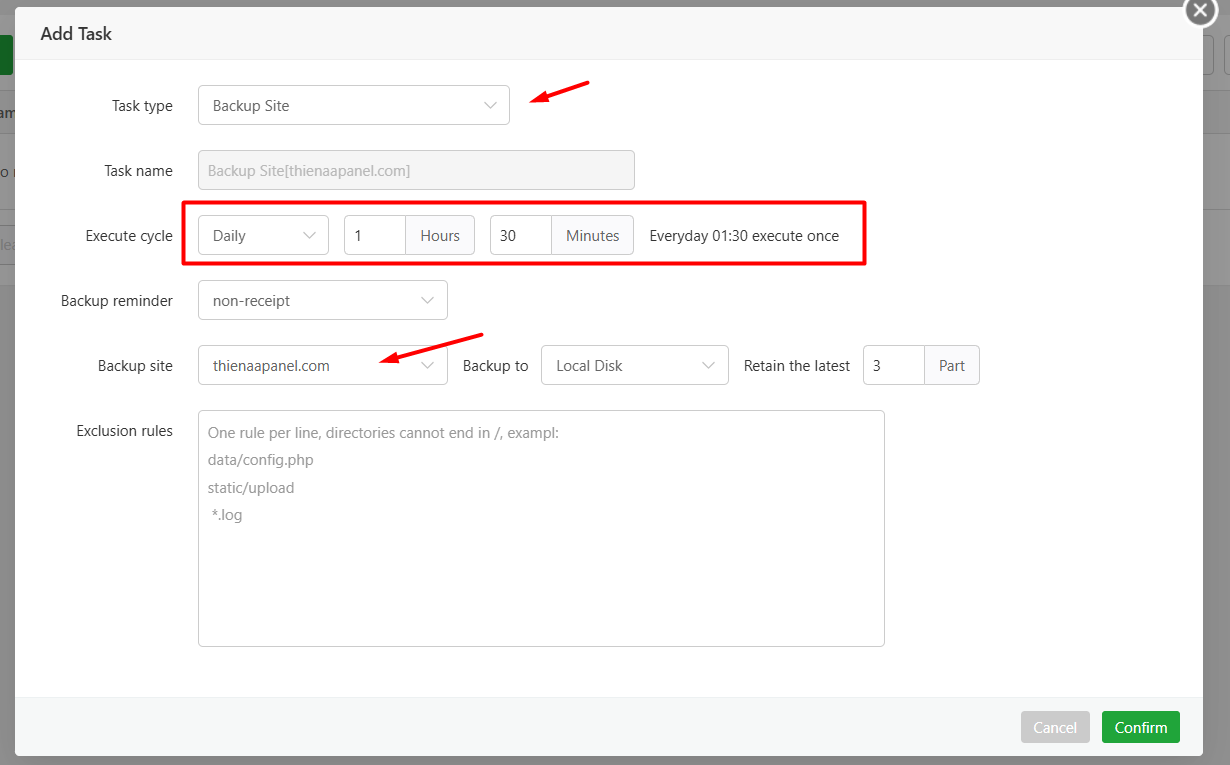 Add Task
Task type Backup Site
Task name Backup Site[thienaapanel.com]
Execute cycle Daily 1 Hours 30 Minutes Everyday 01:30 execute once
Backup reminder non-receipt
Backup site thienaapanel.com Backup to Local Disk Retain the latest 3 Part
Exclusion rules One rule per line, directories cannot end in /, exampl:
data/config.php
static/upload
*.log
Cancel Confirm